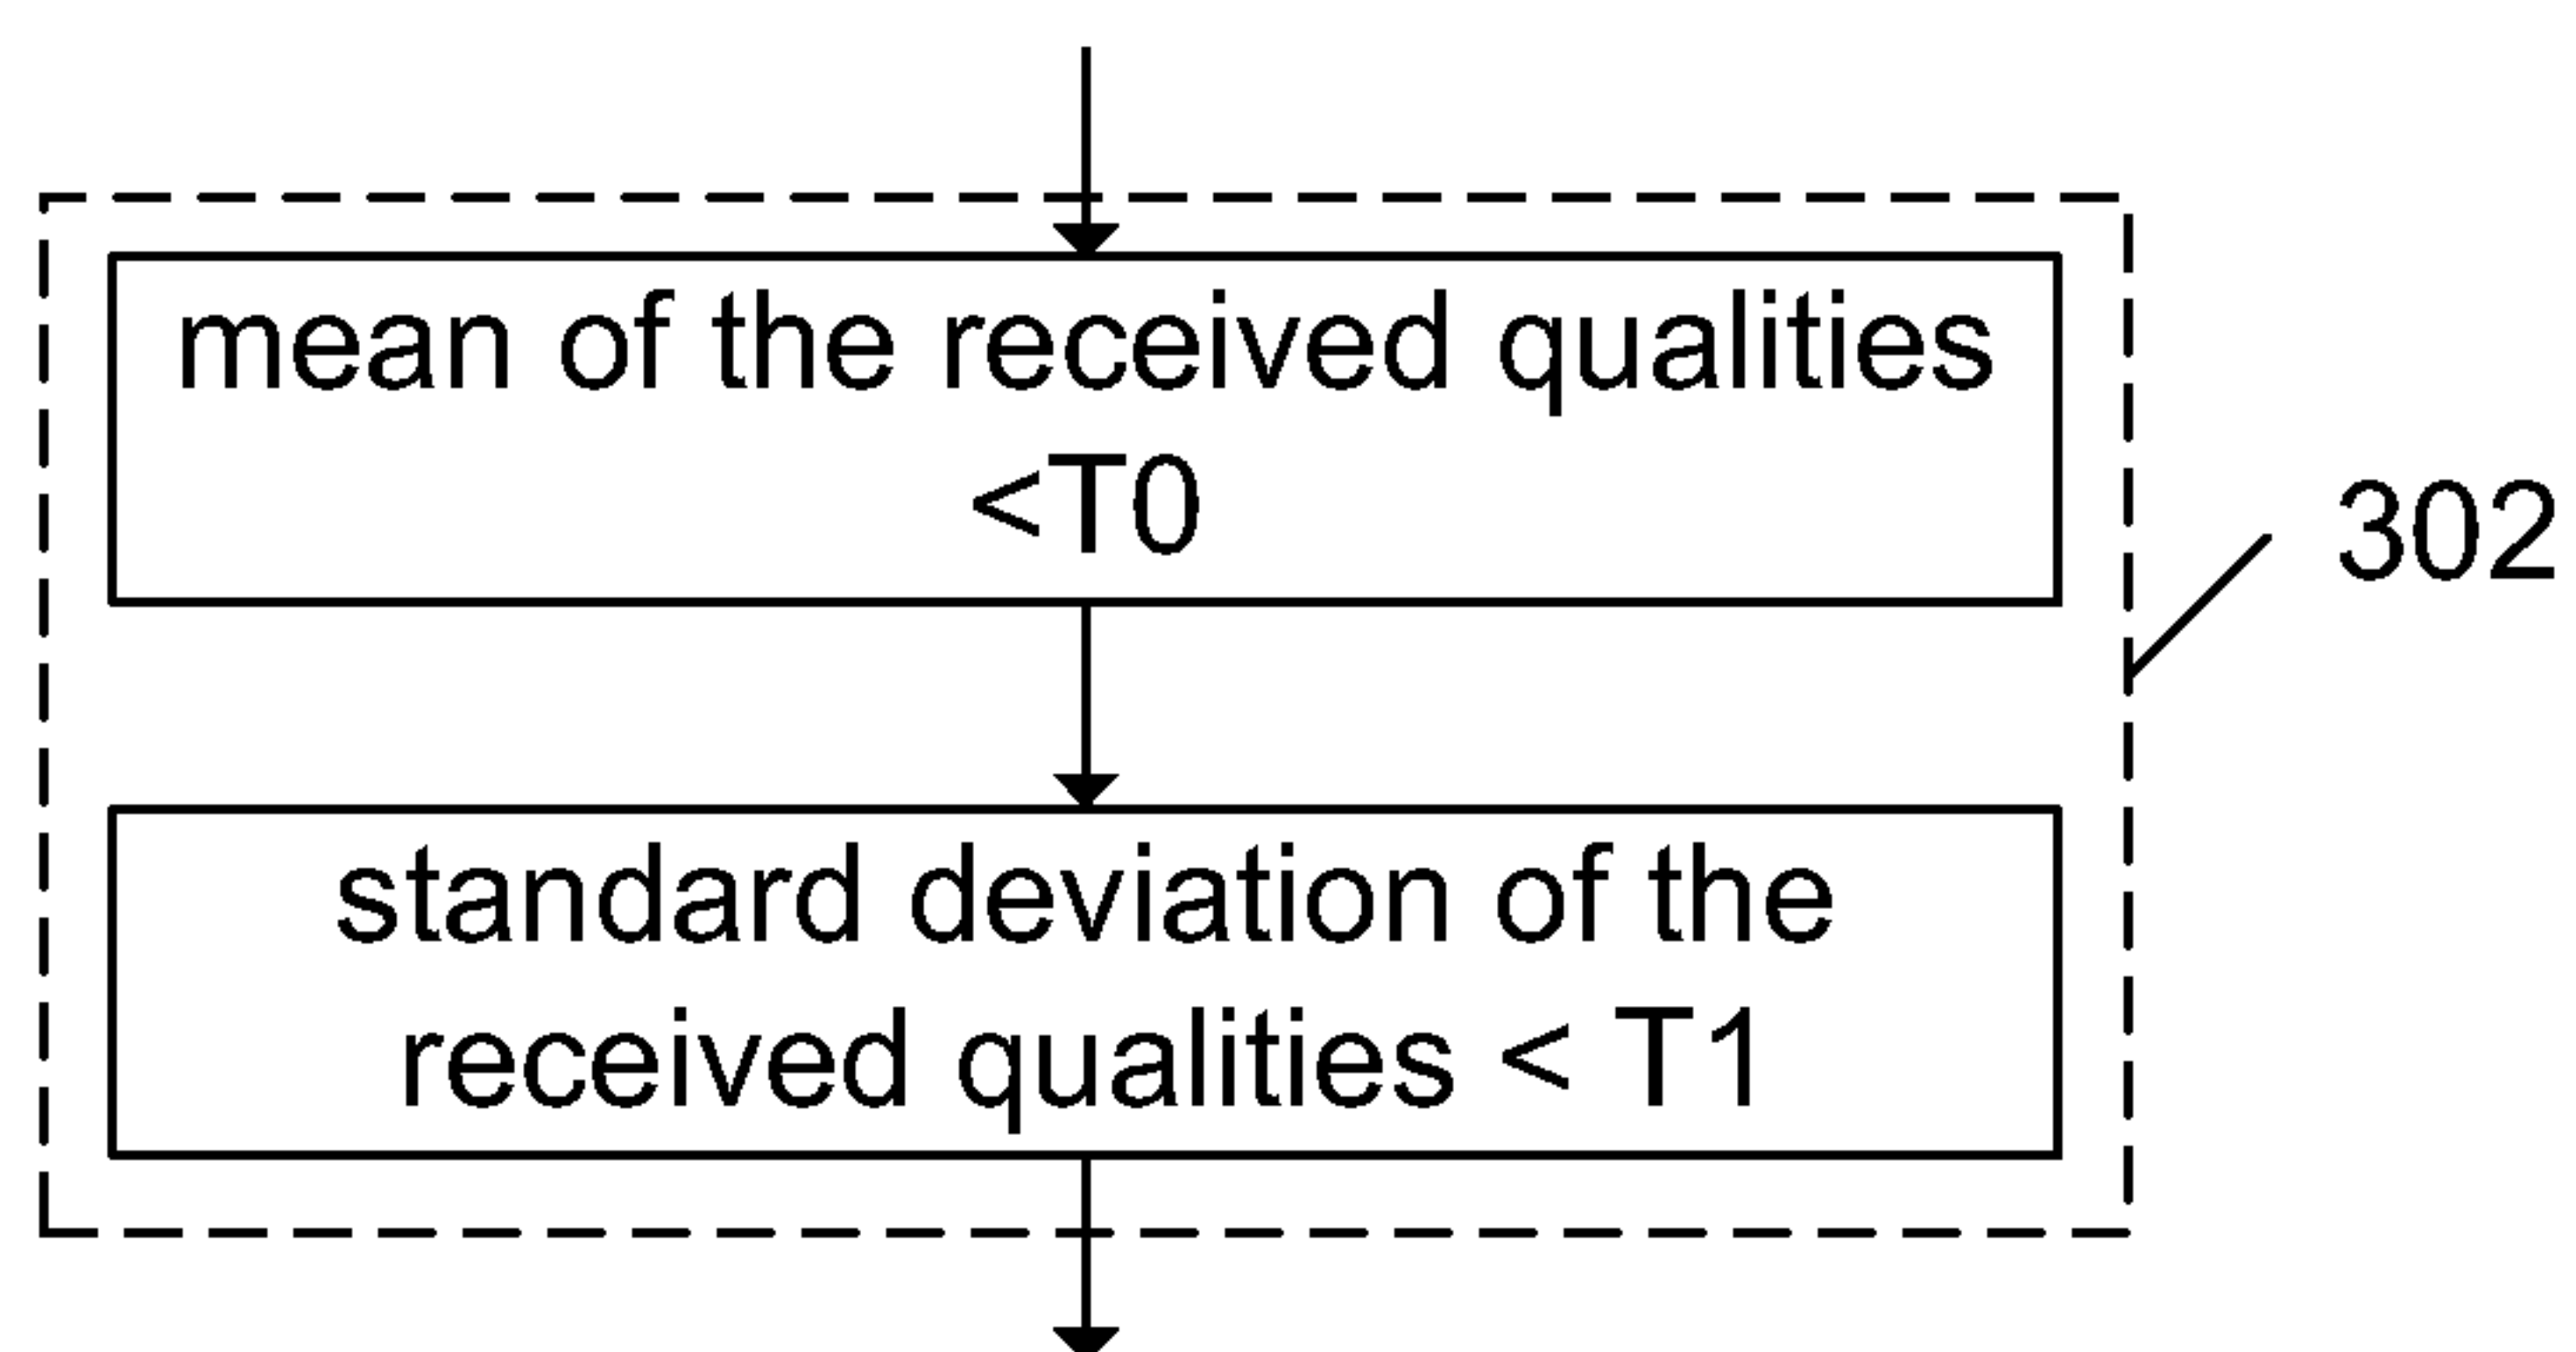 mean of the received qualities
<T0
302
standard deviation of the
received qualities < T1